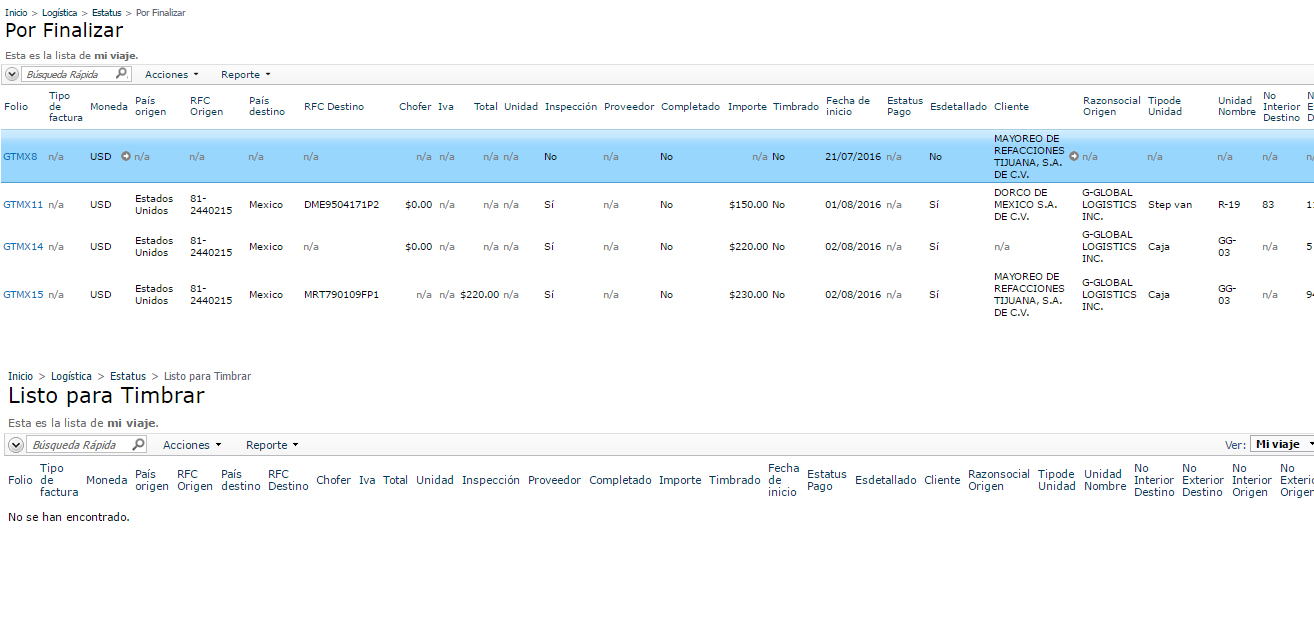 Inicio > Logística > Estatus > Por Finalizar
Por Finalizar
Esta es la lista de mi viaje.
Búsqueda Rápida Acciones Reporte
Folio Tipo de factura Moneda País origen RFC Origen País destino RFC Destino Chofer Iva Total Unidad Inspección Proveedor Completado Importe Timbrado Fecha de inicio Estatus Pago Esdetallado Cliente Razonsocial Origen Tipode Unidad Unidad Nombre No Interior Destino
GTMX8 n/a USD n/a n/a n/a n/a n/a n/a n/a n/a No n/a No n/a No 21/07/2016 n/a No MAYOREO DE REFACCIONES TIJUANA, S.A. DE C.V. n/a n/a n/a n/a
GTMX11 n/a USD Estados Unidos 81-2440215 Mexico DME9504171P2 $0.00 n/a n/a n/a Sí n/a No $150.00 No 01/08/2016 n/a Sí DORCO DE MEXICO S.A. DE C.V. G-GLOBAL LOGISTICS INC. Step van R-19 83
GTMX14 n/a USD Estados Unidos 81-2440215 Mexico n/a $0.00 n/a n/a n/a Sí n/a No $220.00 No 02/08/2016 n/a Sí n/a G-GLOBAL LOGISTICS INC. Caja GG-03 n/a 5
GTMX15 n/a USD Estados Unidos 81-2440215 Mexico MRT790109FP1 n/a n/a $220.00 n/a Sí n/a No $230.00 No 02/08/2016 n/a Sí MAYOREO DE REFACCIONES TIJUANA, S.A. DE C.V. G-GLOBAL LOGISTICS INC. Caja GG-03 n/a
Inicio > Logística > Estatus > Listo para Timbrar
Listo para Timbrar
Esta es la lista de mi viaje.
Búsqueda Rápida Acciones Reporte Ver: Mi viaje
Folio Tipo de factura Moneda País origen RFC Origen País destino RFC Destino Chofer Iva Total Unidad Inspección Proveedor Completado Importe Timbrado Fecha de inicio Estatus Pago Esdetallado Cliente Razonsocial Origen Tipode Unidad Unidad Nombre No Interior Destino No Exterior Destino No Interior Origen No
No se han encontrado.